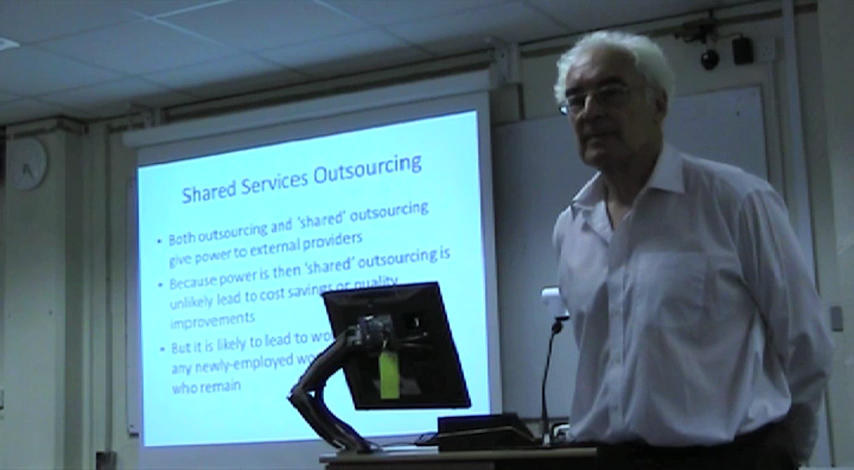 Shared Services Outsourcing
• Both outsourcing and ‘shared’ outsourcing
give power to external providers
• Because power is then ‘shared’ outsourcing is
unlikely lead to cost savings or quality
improvements
• But it is likely to lead to
any newly-employed
who remain